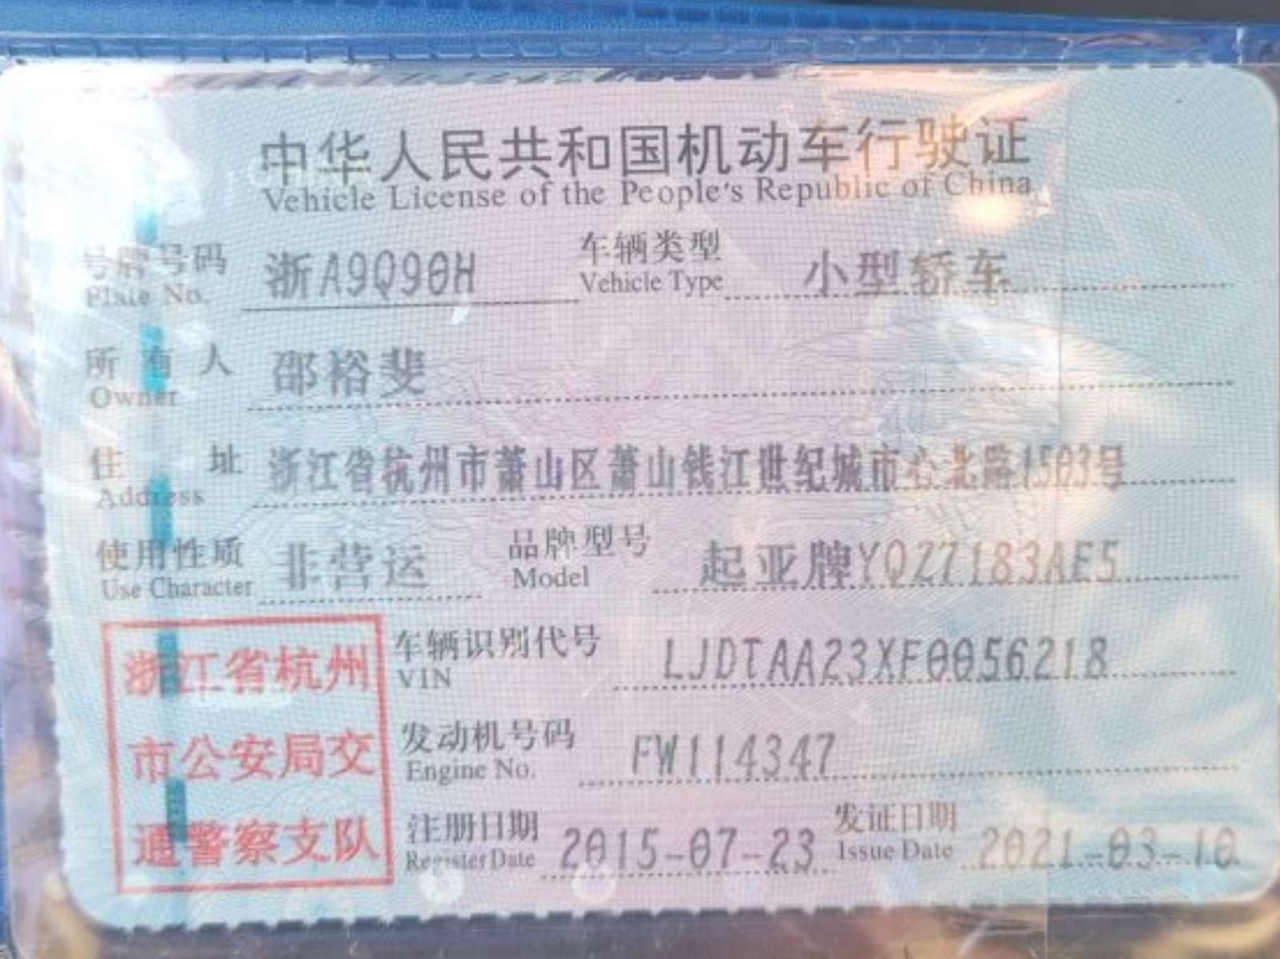 中华人民共和国机动车行驶证
Vehicle License of the People's Republic of China
号牌号码 浙A9Q90H 车辆类型 小型轿车
Plate No. Vehicle Type
所有人 邵裕斐
Owner
住址 浙江省杭州市萧山区萧山钱江世纪城市心北路1503号
Address
使用性质 非营运 品牌型号 起亚牌YQZ7183AE5
Use Character Model
车辆识别代号 LJDTAA23XF0056218
VIN
发动机号码 FW114347
Engine No.
注册日期 2015-07-23 发证日期 2021-03-10
Register Date Issue Date
浙江省杭州
市公安局交
通警察支队